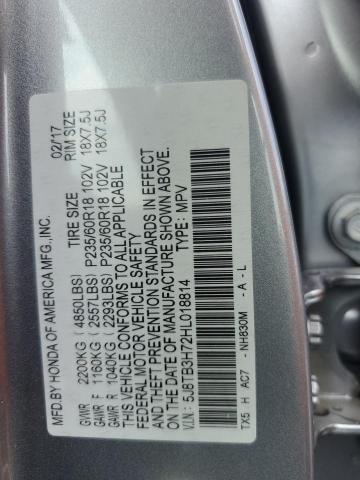 MFD.BY HONDA OF AMERICA MFG.,INC. 02/17
TIRE SIZE RIM SIZE
GVWR 2200KG (4850LBS)
GAWR F 1160KG (2557LBS) P235/60R18 102V 18X7.5J
GAWR R 1040KG (2293LBS) P235/60R18 102V 18X7.5J
THIS VEHICLE CONFORMS TO ALL APPLICABLE
FEDERAL MOTOR VEHICLE SAFETY, BUMPER,
AND THEFT PREVENTION STANDARDS IN EFFECT
ON THE DATE OF MANUFACTURE SHOWN ABOVE.
V.I.N.: 5J8TB3H72HL018814 TYPE: MPV
TX5 H AC7 - NH830M - A - L